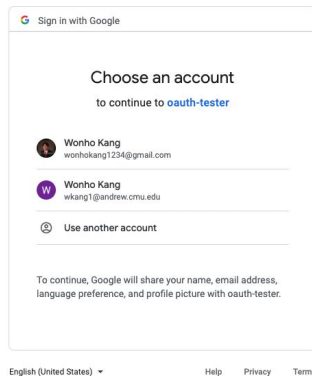 Sign in with Google
Choose an account
to continue to oauth-tester
Wonho Kang
wonhokang1234@gmail.com
W
Wonho Kang
wkang1@andrew.cmu.edu
Use another account
To continue, Google will share your name, email address,
language preference, and profile picture with oauth-tester.
English (United States)
Help Privacy Term